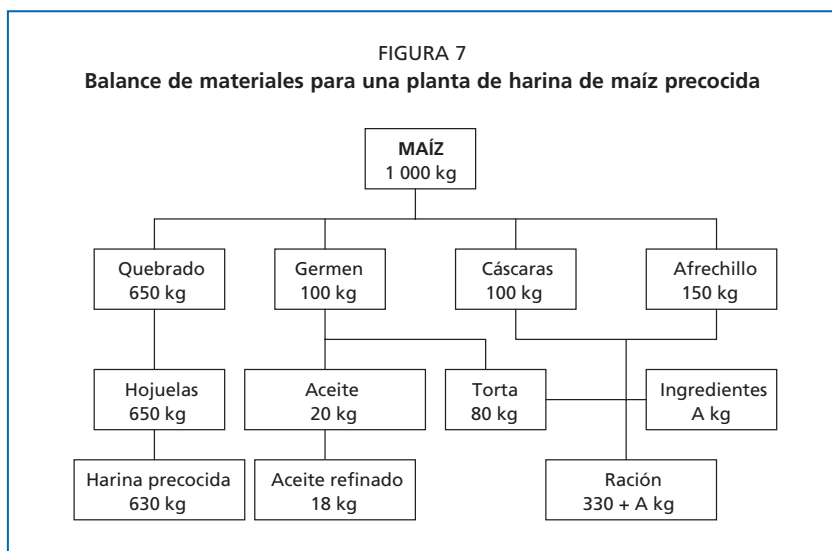 FIGURA 7
Balance de materiales para una planta de harina de maíz precocida
MAÍZ
1 000 kg
Quebrado
650 kg
Germen
100 kg
Cáscaras
100 kg
Afrechillo
150 kg
Hojuelas
650 kg
Aceite
20 kg
Torta
80 kg
Ingredientes
A kg
Harina precocida
630 kg
Aceite refinado
18 kg
Ración
330 + A kg